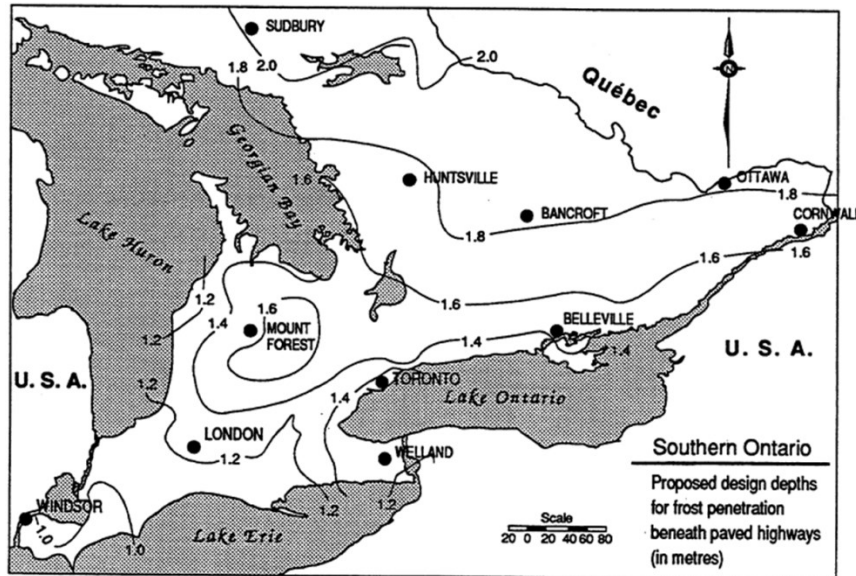 SUDBURY
2.0
2.0
1.8
Québec
N
Georgian Bay
1.6
HUNTSVILLE
OTTAWA
1.8
BANCROFT
CORNWALL
1.8
1.6
Lake Huron
1.2
1.6
1.6
1.4
MOUNT
FOREST
1.2
BELLEVILLE
1.4
1.4
U. S. A.
U. S. A.
1.2
TORONTO
1.4
Lake Ontario
LONDON
1.2
WELLAND
1.2
1.2
1.2
WINDSOR
1.0
1.0
Lake Erie
Southern Ontario
Proposed design depths
for frost penetration
beneath paved highways
(in metres)
Scale
20 0 20 40 60 80